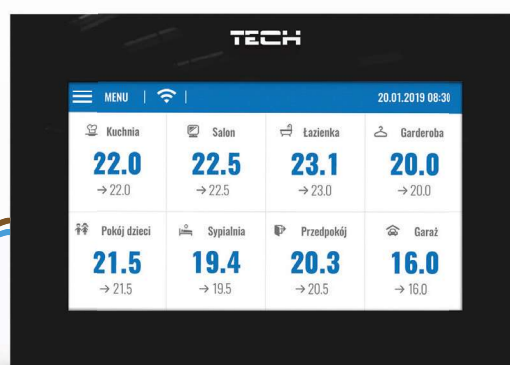 TECH
MENU | |
20.01.2019 08:30
Kuchnia
22.0
→ 22.0
Salon
22.5
→ 22.5
Łazienka
23.1
→ 23.0
Garderoba
20.0
→ 20.0
Pokój dzieci
21.5
→ 21.5
Sypialnia
19.4
→ 19.5
Przedpokój
20.3
→ 20.5
Garaż
16.0
→ 16.0